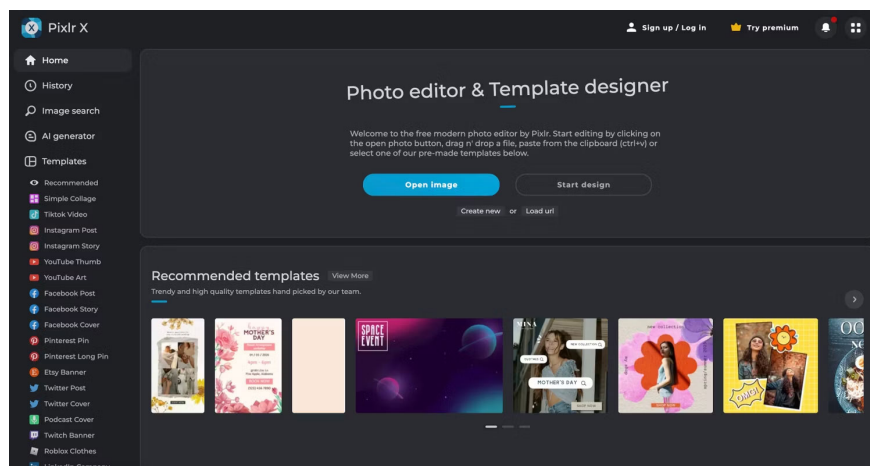 Pixlr X
Sign up / Log in
Try premium
Home
History
Image search
AI generator
Templates
Recommended
Simple Collage
Tiktok Video
Instagram Post
Instagram Story
YouTube Thumb
YouTube Art
Facebook Post
Facebook Story
Facebook Cover
Pinterest Pin
Pinterest Long Pin
Etsy Banner
Twitter Post
Twitter Cover
Podcast Cover
Twitch Banner
Roblox Clothes
Photo editor & Template designer
Welcome to the free modern photo editor by Pixlr. Start editing by clicking on
the open photo button, drag n' drop a file, paste from the clipboard (ctrl+v) or
select one of our pre-made templates below.
Open image
Start design
Create new or Load url
Recommended templates View More
Trendy and high quality templates hand picked by our team.
MOTHER'S
DAY
SPACE
EVENT
NEW COLLECTION
MOTHER'S DAY
New Collection
OMG!